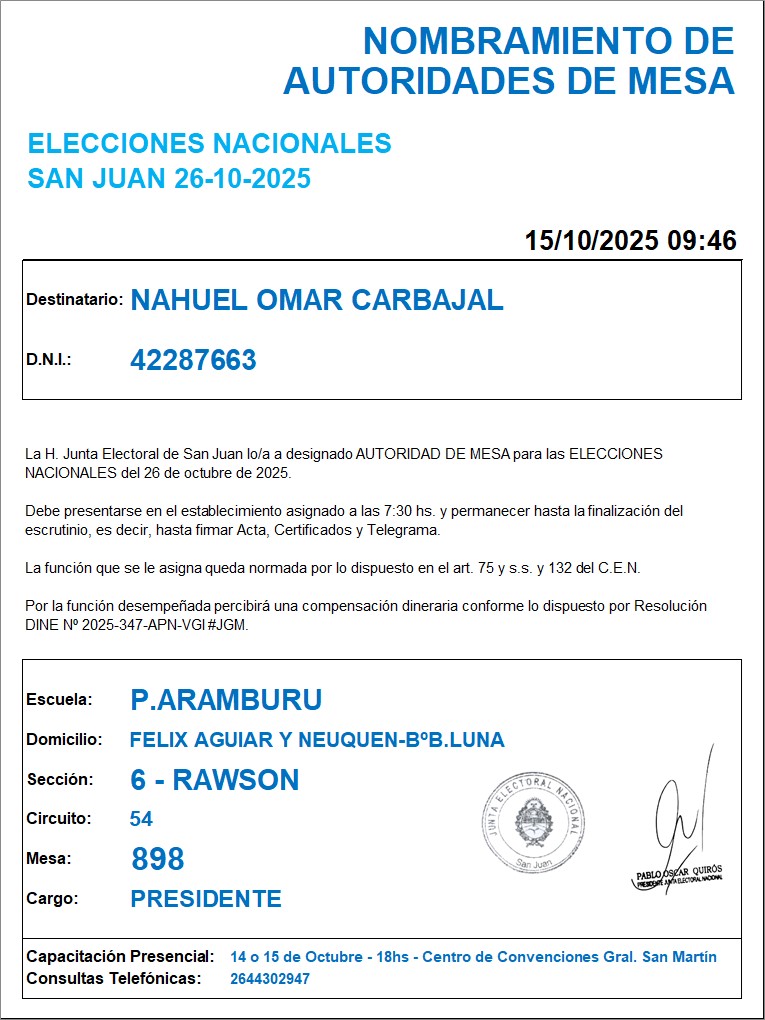 NOMBRAMIENTO DE
AUTORIDADES DE MESA
ELECCIONES NACIONALES
SAN JUAN 26-10-2025
15/10/2025 09:46
Destinatario: NAHUEL OMAR CARBAJAL
D.N.I.: 42287663
La H. Junta Electoral de San Juan lo/a a designado AUTORIDAD DE MESA para las ELECCIONES
NACIONALES del 26 de octubre de 2025.
Debe presentarse en el establecimiento asignado a las 7:30 hs. y permanecer hasta la finalización del
escrutinio, es decir, hasta firmar Acta, Certificados y Telegrama.
La función que se le asigna queda normada por lo dispuesto en el art. 75 y s.s. y 132 del C.E.N.
Por la función desempeñada percibirá una compensación dineraria conforme lo dispuesto por Resolución
DINE Nº 2025-347-APN-VGI#JGM.
Escuela: P.ARAMBURU
Domicilio: FELIX AGUIAR Y NEUQUEN-BºB.LUNA
Sección: 6 - RAWSON
Circuito: 54
Mesa: 898
Cargo: PRESIDENTE
JUNTA ELECTORAL NACIONAL
San Juan
PABLO OSCAR QUIRÓS
PRESIDENTE JUNTA ELECTORAL NACIONAL
Capacitación Presencial: 14 o 15 de Octubre - 18hs - Centro de Convenciones Gral. San Martín
Consultas Telefónicas: 2644302947